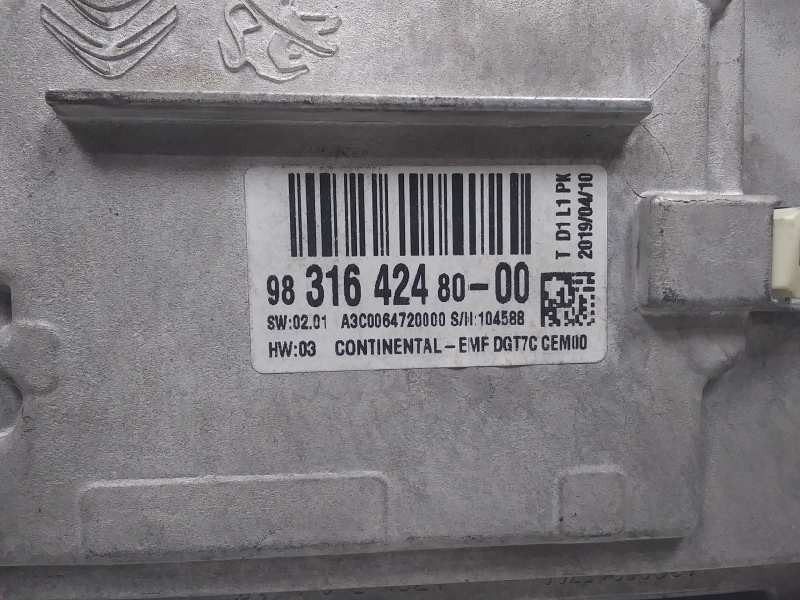 98 316 424 80-00
SW:02.01 A3C0064720000 S/N:104588
HW:03 CONTINENTAL-EMF DGT7C CEM00
T D1 L1 PK
2019/04/10